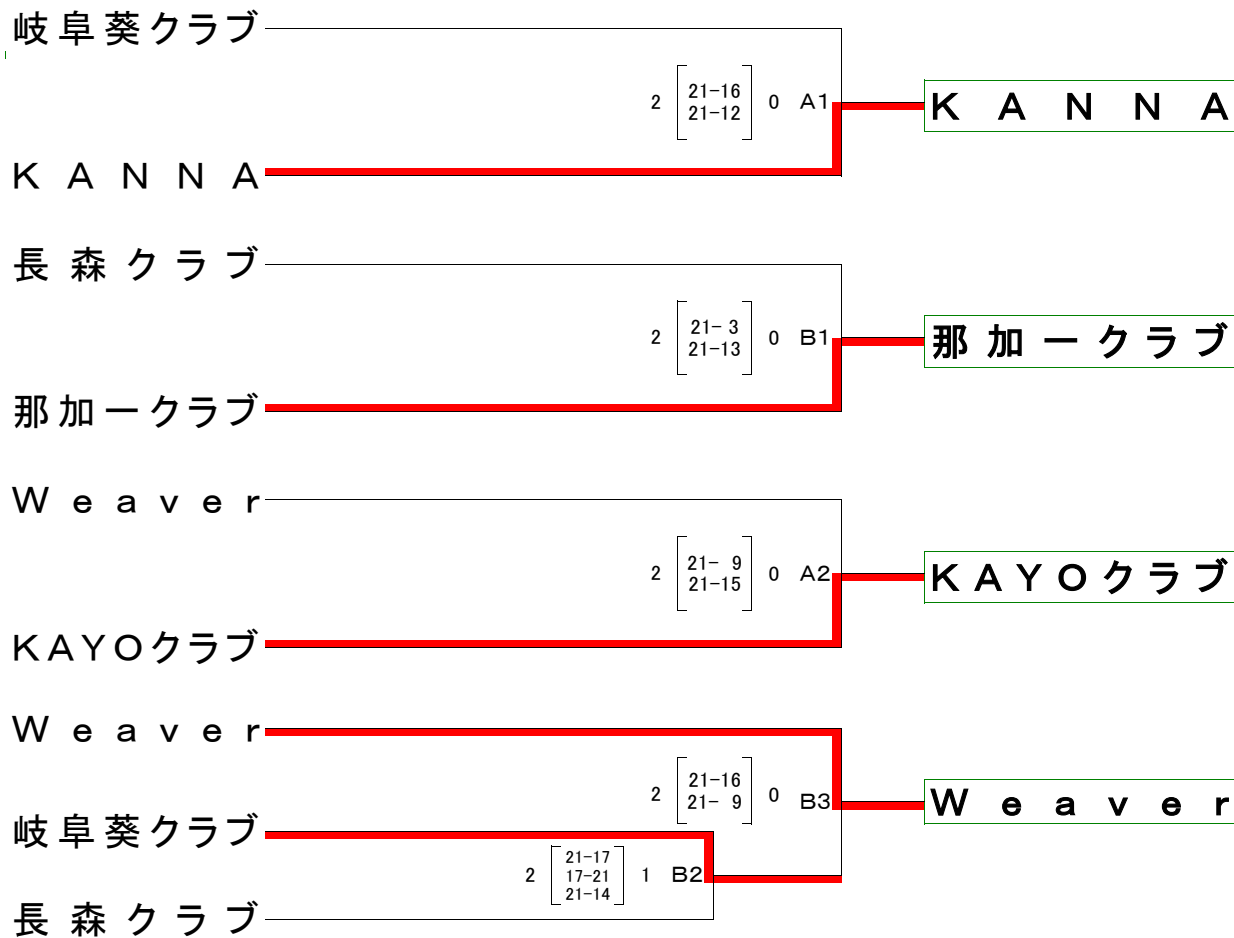 岐阜葵クラブ
2 21-16 0 A1
21-12
ＫＡＮＮＡ
ＫＡＮＮＡ
長森クラブ
2 21- 3 0 B1
21-13
那加一クラブ
那加一クラブ
Ｗｅａｖｅｒ
2 21- 9 0 A2
21-15
ＫＡＹＯクラブ
ＫＡＹＯクラブ
Ｗｅａｖｅｒ
2 21-16 0 B3
21- 9
Ｗｅａｖｅｒ
岐阜葵クラブ
2 21-17 1 B2
17-21
21-14
長森クラブ